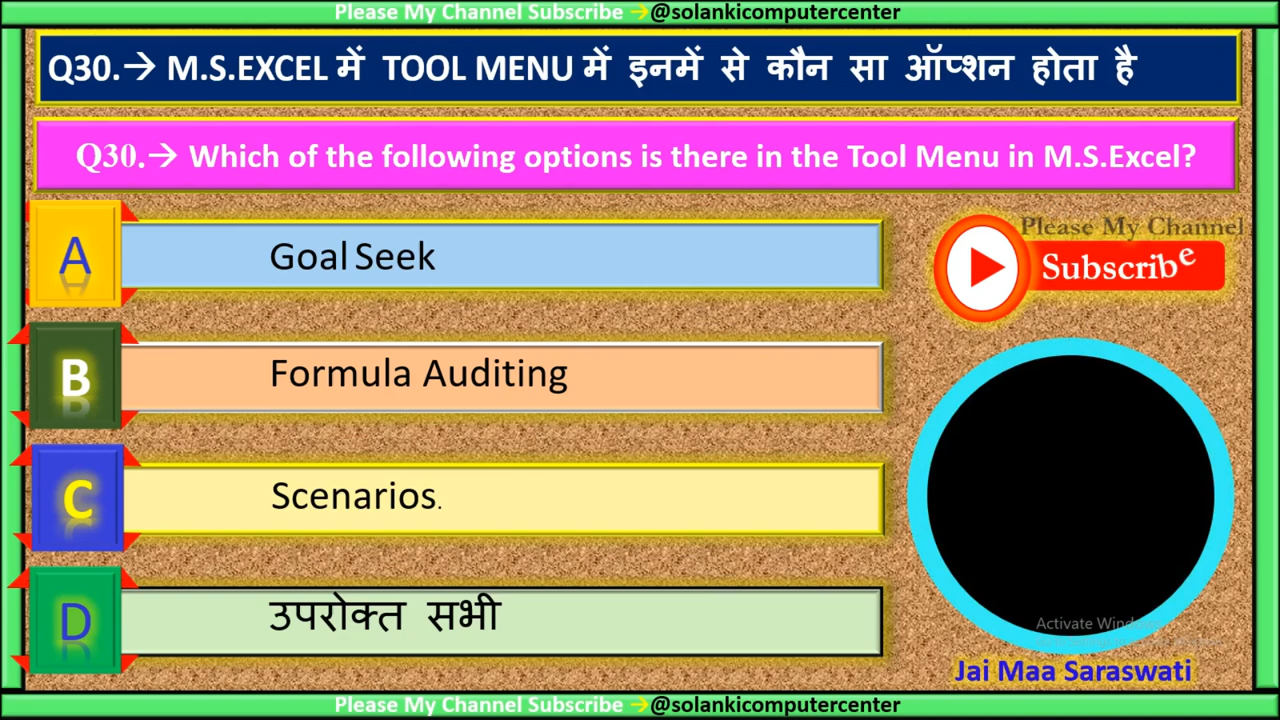 Please My Channel Subscribe →@solankicomputercenter
Q30.→ M.S.EXCEL में TOOL MENU में इनमें से कौन सा ऑप्शन होता है
Q30.→ Which of the following options is there in the Tool Menu in M.S.Excel?
A Goal Seek
Please My Channel
Subscribe
B Formula Auditing
C Scenarios.
D उपरोक्त सभी
Activate Windows
Jai Maa Saraswati
Please My Channel Subscribe →@solankicomputercenter